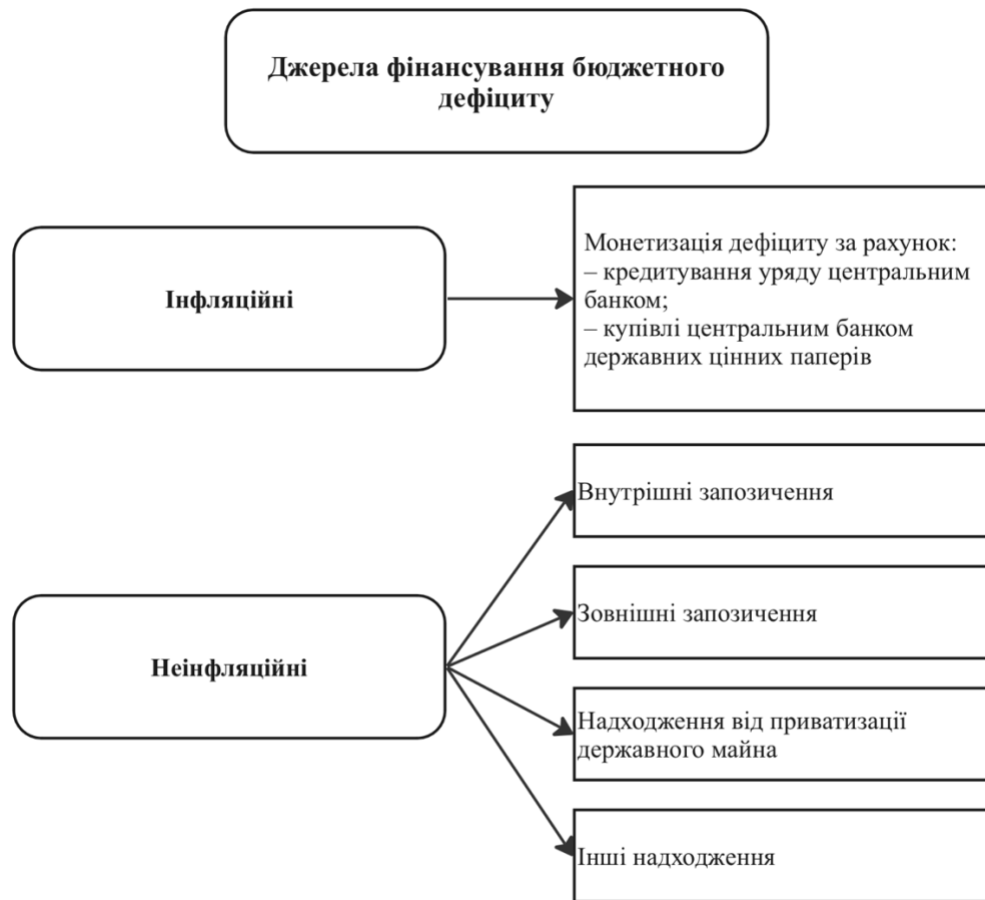 Джерела фінансування бюджетного
дефіциту
Інфляційні
Монетизація дефіциту за рахунок:
– кредитування уряду центральним
банком;
– купівлі центральним банком
державних цінних паперів
Неінфляційні
Внутрішні запозичення
Зовнішні запозичення
Надходження від приватизації
державного майна
Інші надходження